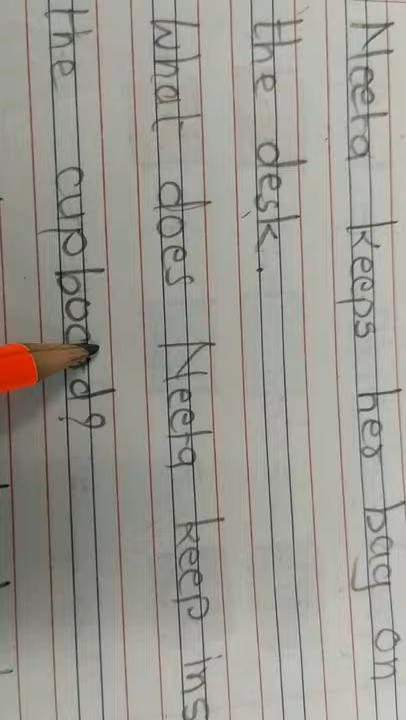 Neeta keeps her bag on
the desk.
What does Neeta keep ins
the cupboard?